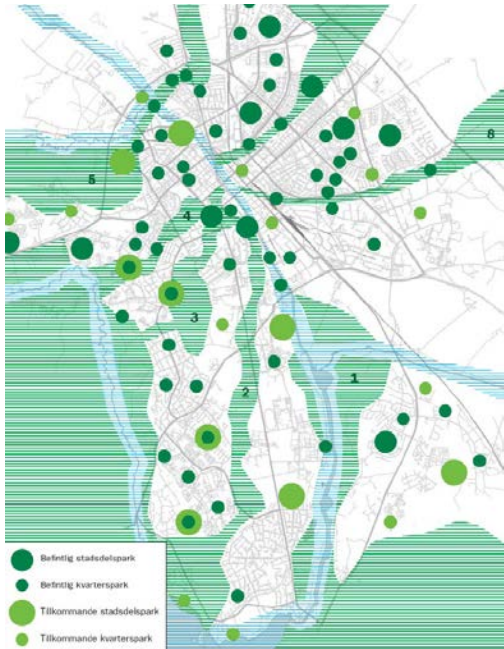 8
5
4
3
2
1
Befintlig stadsdelspark
Befintlig kvarterspark
Tillkommande stadsdelspark
Tillkommande kvarterspark